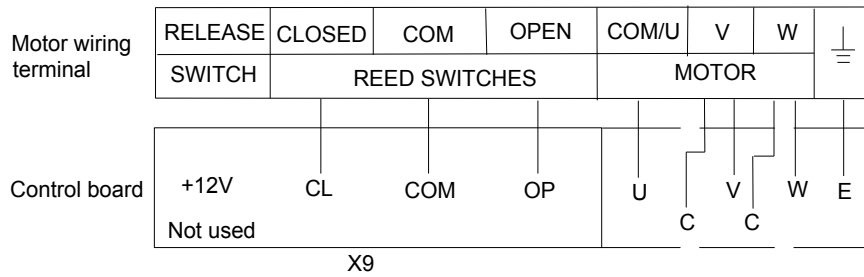 Motor wiring
terminal
RELEASE CLOSED COM OPEN COM/U V W
SWITCH REED SWITCHES MOTOR
Control board +12V CL COM OP U V W E
Not used C C
X9